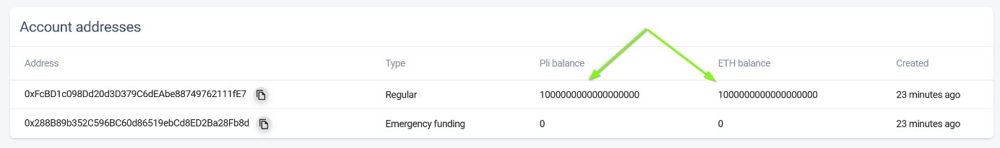 Account addresses
Address Type Pli balance ETH balance Created
0xFcBD1c098Dd20d3D379C6dEAbe88749762111fE7 Regular 1000000000000000000 1000000000000000000 23 minutes ago
0x288B89b352C596BC60d86519ebCd8ED2Ba28Fb8d Emergency funding 0 0 23 minutes ago